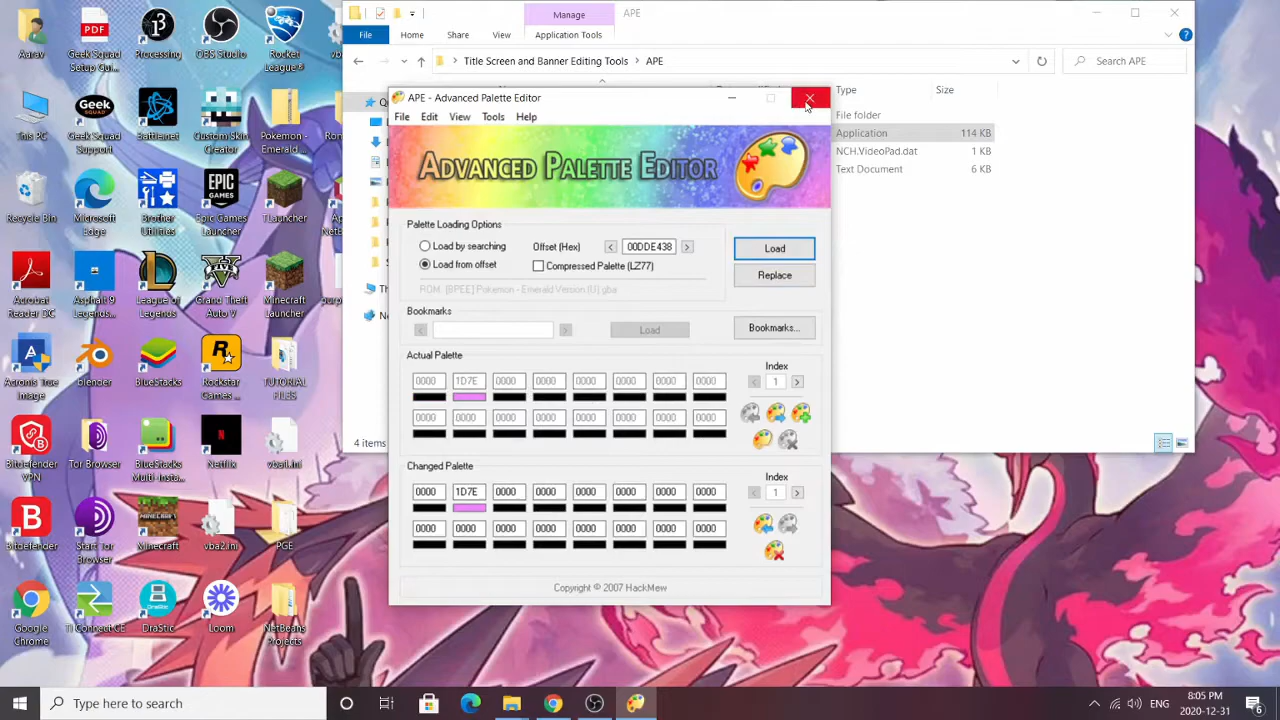 Manage
APE
File
Home
Share
View
Application Tools
Title Screen and Banner Editing Tools
APE
Search APE
Type
Size
File folder
Application
114 KB
NCH.VideoPad.dat
1 KB
Text Document
6 KB
4 items
APE - Advanced Palette Editor
File
Edit
View
Tools
Help
ADVANCED PALETTE EDITOR
Palette Loading Options
Load by searching
Offset (Hex)
00DDE438
Load
Load from offset
Compressed Palette (LZ77)
Replace
ROM: [BPEE] Pokemon - Emerald Version (U).gba
Bookmarks
Load
Bookmarks...
Actual Palette
Index
0000 1D7E 0000 0000 0000 0000 0000 0000
1
0000 0000 0000 0000 0000 0000 0000 0000
Changed Palette
Index
0000 1D7E 0000 0000 0000 0000 0000 0000
1
0000 0000 0000 0000 0000 0000 0000 0000
Copyright © 2007 HackMew
Aarav
Geek Squad
Setup Gui...
Processing
OBS Studio
Rocket
League®
This PC
Geek Squad
Support
Battle.net
Custom Skin
Creator
Pokemon -
Emerald ...
Recycle Bin
Microsoft
Edge
Brother
Utilities
Epic Games
Launcher
TLauncher
Acrobat
Reader DC
Asphalt 9
Legends...
League of
Legends
Grand Theft
Auto V
Minecraft
Launcher
Acronis True
Image
blender
BlueStacks
Rockstar
Games ...
TUTORIAL
FILES
Bitdefender
VPN
Tor Browser
BlueStacks
Multi-Insta...
Netflix
vba1.ini
Bitdefender
Start Tor
Browser
Minecraft
vba2.ini
PGE
Google
Chrome
TI Connect CE
DraStic
Loom
NetBeans
Projects
Type here to search
ENG
8:05 PM
2020-12-31
6